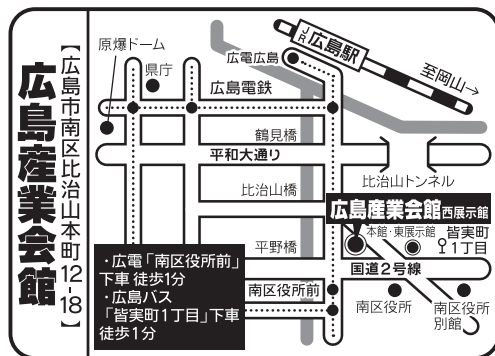 【広島市南区比治山本町12-18】
広島産業会館
原爆ドーム
県庁
広電広島
JR広島駅
至岡山→
広島電鉄
鶴見橋
平和大通り
比治山橋
比治山トンネル
広島産業会館西展示館
本館・東展示館
皆実町
1丁目
平野橋
国道2号線
南区役所前
南区役所
南区役所
別館
・広電「南区役所前」
下車 徒歩1分
・広島バス
「皆実町1丁目」下車
徒歩1分